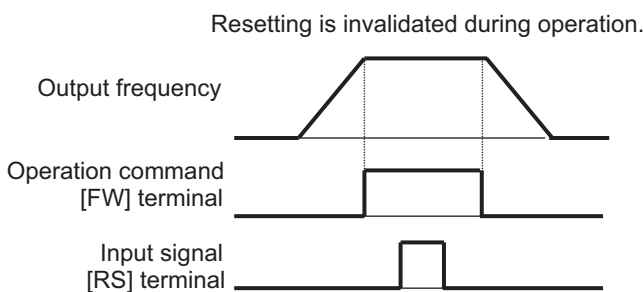 Resetting is invalidated during operation.
Output frequency
Operation command
[FW] terminal
Input signal
[RS] terminal